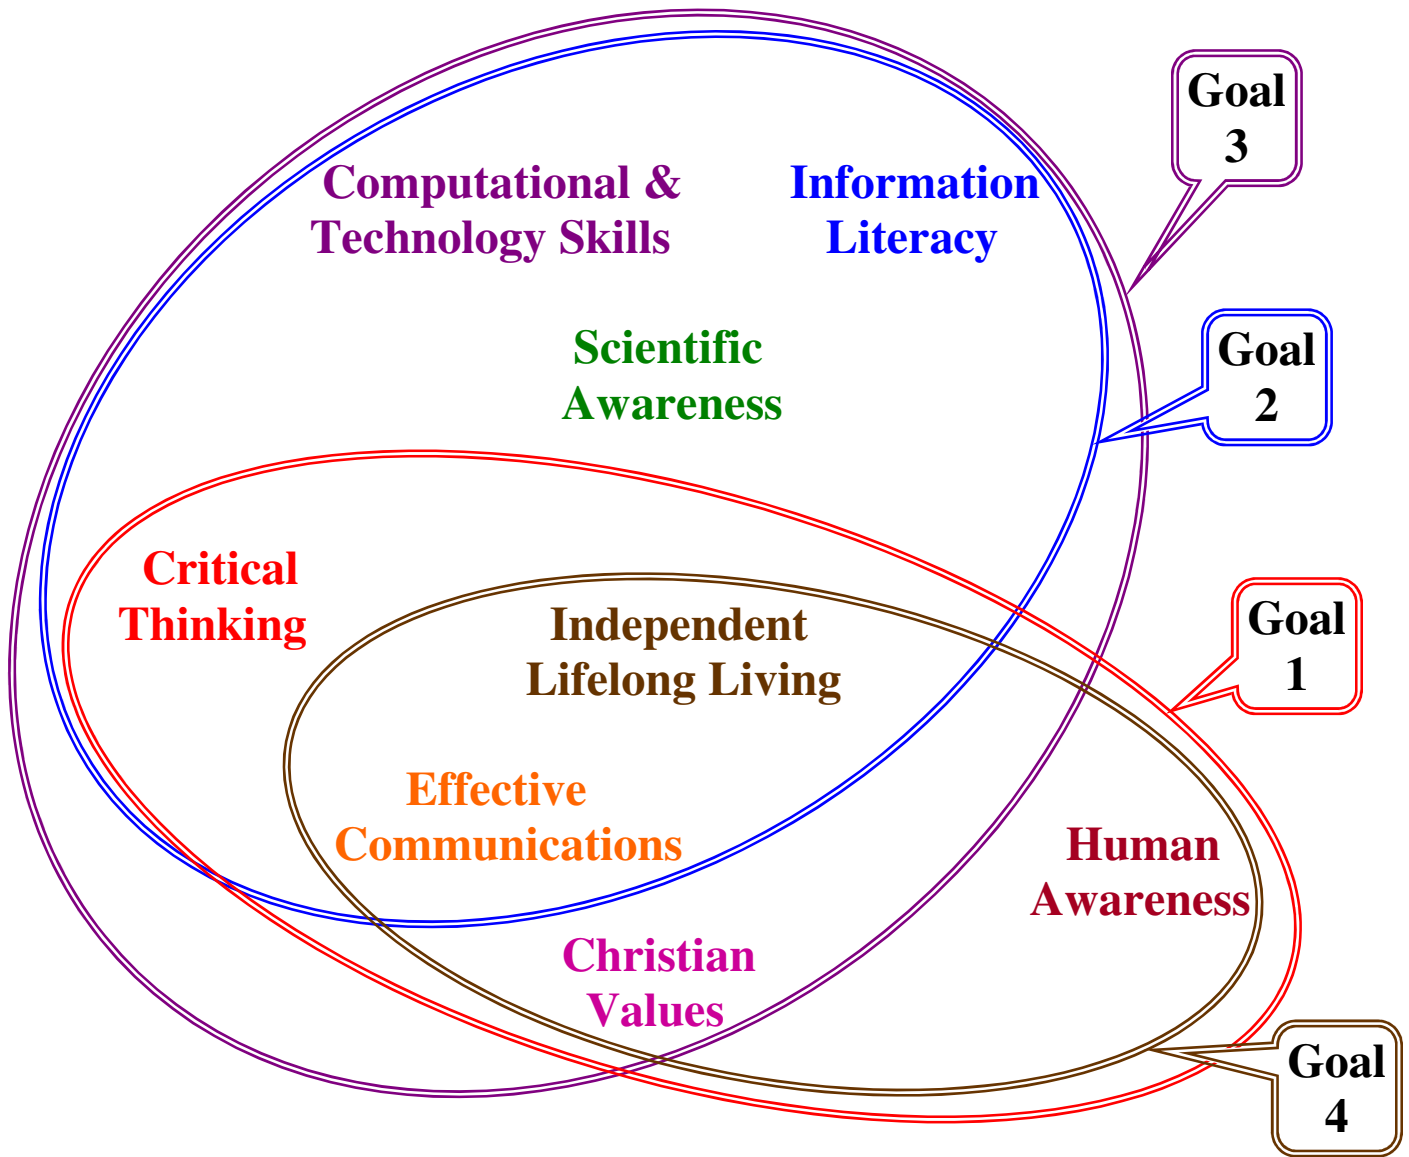 Goal
3
Computational &
Technology Skills
Information
Literacy
Scientific
Awareness
Goal
2
Critical
Thinking
Independent
Lifelong Living
Goal
1
Effective
Communications
Human
Awareness
Christian
Values
Goal
4